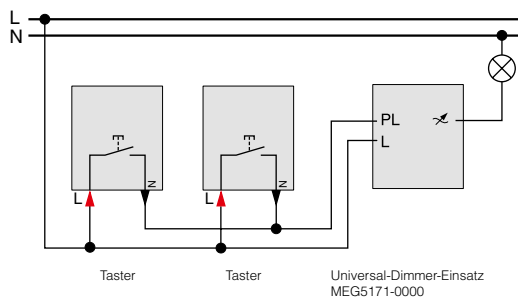 L
N
PL
L
L
N
L
N
Taster
Taster
Universal-Dimmer-Einsatz
MEG5171-0000